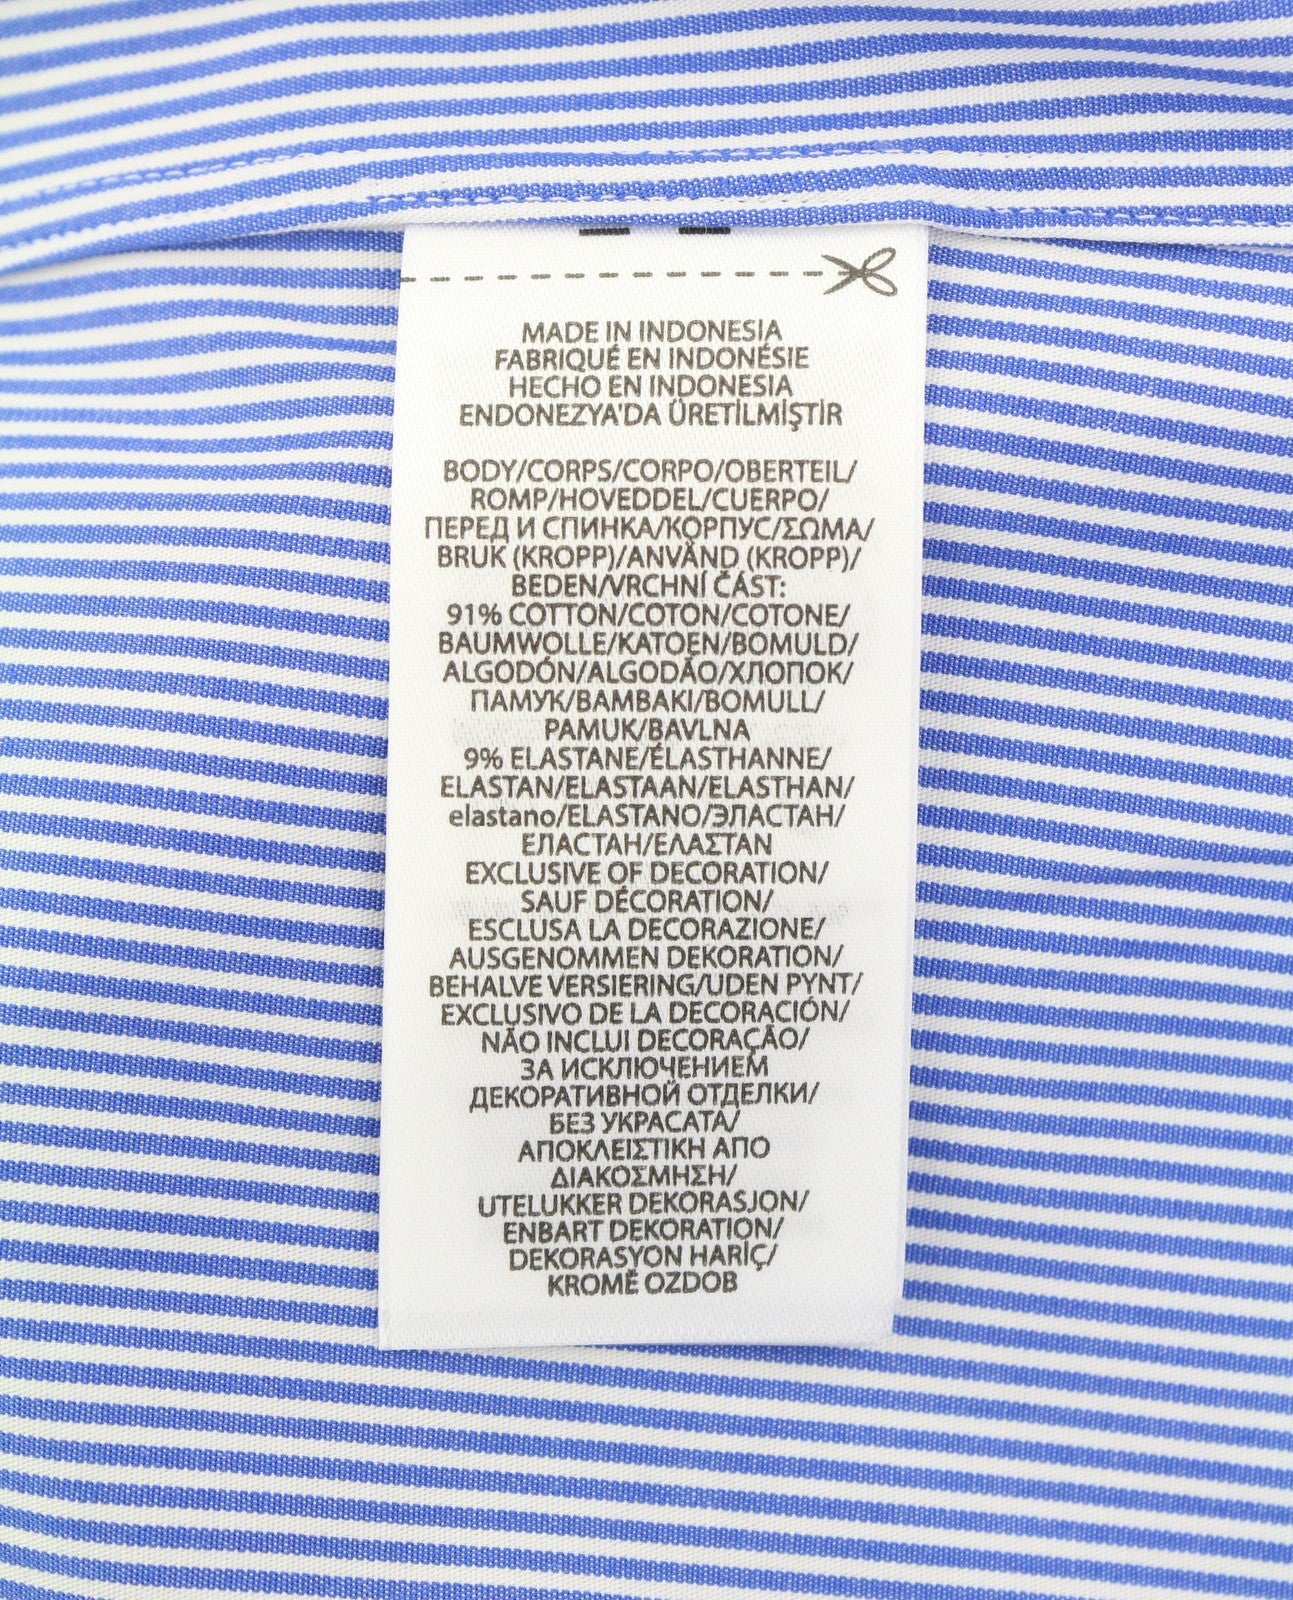 MADE IN INDONESIA
FABRIQUÉ EN INDONÉSIE
HECHO EN INDONESIA
ENDONEZYA'DA ÜRETİLMİŞTİR
BODY/CORPS/CORPO/OBERTEIL/
ROMP/HOVEDDEL/CUERPO/
ПЕРЕД И СПИНКА/КОРПУС/ΣΩΜΑ/
BRUK (KROPP)/ANVÄND (KROPP)/
BEDEN/VRCHNÍ ČÁST:
91% COTTON/COTON/COTONE/
BAUMWOLLE/KATOEN/BOMULD/
ALGODÓN/ALGODÃO/ХЛОПОК/
ПАМУК/ΒΑΜΒΑΚΙ/BOMULL/
PAMUK/BAVLNA
9% ELASTANE/ÉLASTHANNE/
ELASTAN/ELASTAAN/ELASTHAN/
elastano/ELASTANO/ЭЛАСТАН/
ЕЛАСТАН/ΕΛΑΣΤΑΝ
EXCLUSIVE OF DECORATION/
SAUF DÉCORATION/
ESCLUSA LA DECORAZIONE/
AUSGENOMMEN DEKORATION/
BEHALVE VERSIERING/UDEN PYNT/
EXCLUSIVO DE LA DECORACIÓN/
NÃO INCLUI DECORAÇÃO/
ЗА ИСКЛЮЧЕНИЕМ
ДЕКОРАТИВНОЙ ОТДЕЛКИ/
БЕЗ УКРАСАТА/
ΑΠΟΚΛΕΙΣΤΙΚΗ ΑΠΟ
ΔΙΑΚΟΣΜΗΣΗ/
UTELUKKER DEKORASJON/
ENBART DEKORATION/
DEKORASYON HARİÇ/
KROMĚ OZDOB